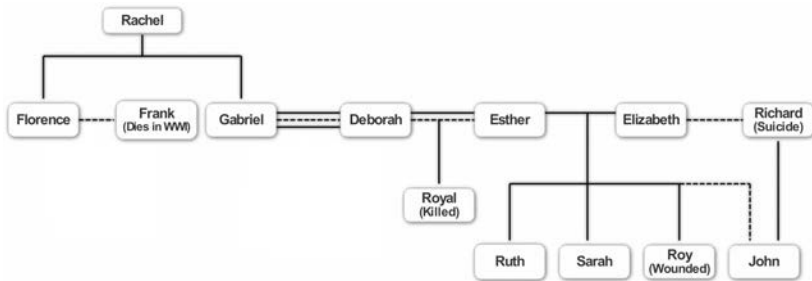 Rachel
Florence
Frank
(Dies in WWI)
Gabriel
Deborah
Esther
Elizabeth
Richard
(Suicide)
Royal
(Killed)
Ruth
Sarah
Roy
(Wounded)
John